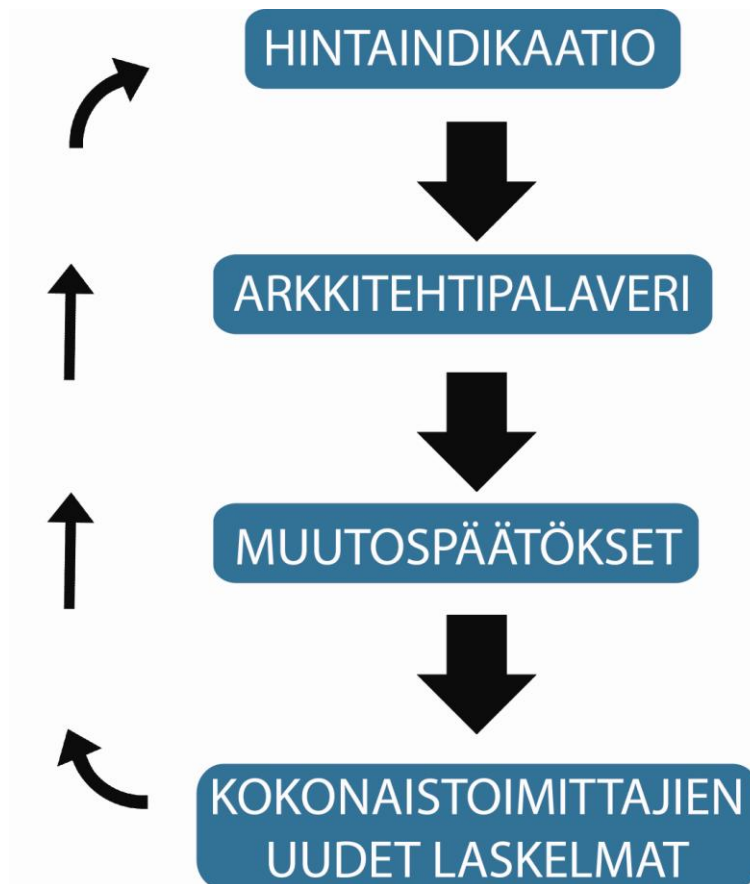 HINTAINDIKAATIO
ARKKITEHTIPALAVERI
MUUTOSPÄÄTÖKSET
KOKONAISTOIMITTAJIEN
UUDET LASKELMAT